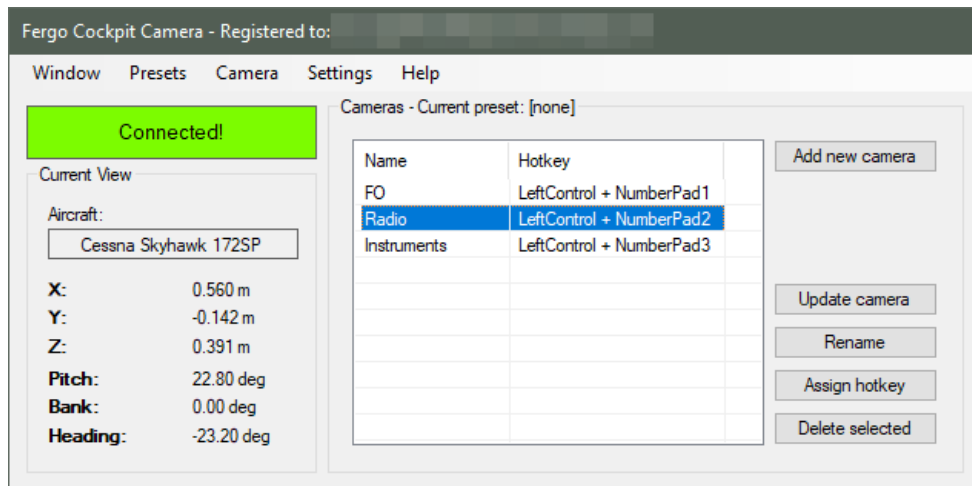 Fergo Cockpit Camera - Registered to:
Window Presets Camera Settings Help
Connected!
Current View
Aircraft:
Cessna Skyhawk 172SP
X: 0.560 m
Y: -0.142 m
Z: 0.391 m
Pitch: 22.80 deg
Bank: 0.00 deg
Heading: -23.20 deg
Cameras - Current preset: [none]
Name Hotkey
FO LeftControl + NumberPad1
Radio LeftControl + NumberPad2
Instruments LeftControl + NumberPad3
Add new camera
Update camera
Rename
Assign hotkey
Delete selected